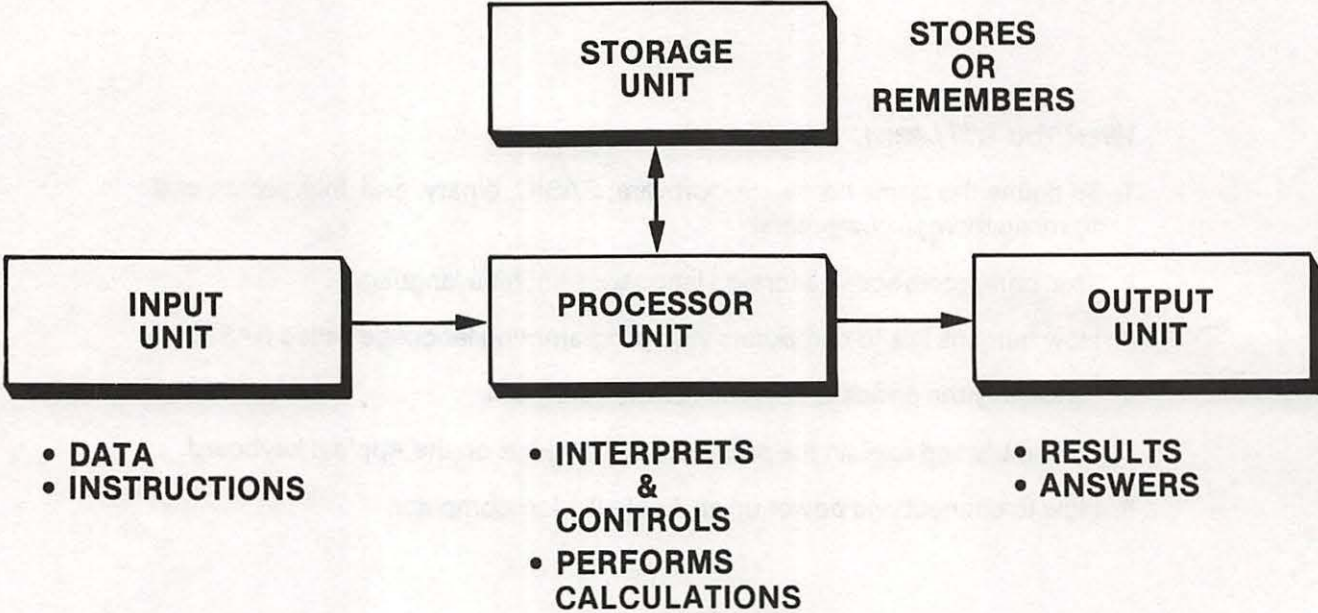 STORAGE
UNIT
STORES
OR
REMEMBERS
INPUT
UNIT
PROCESSOR
UNIT
OUTPUT
UNIT
• DATA
• INSTRUCTIONS
• INTERPRETS
&
CONTROLS
• PERFORMS
CALCULATIONS
• RESULTS
• ANSWERS